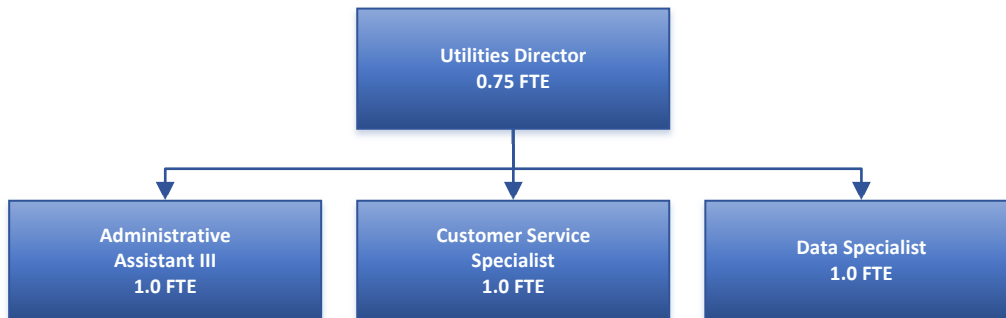 Utilities Director
0.75 FTE
Administrative
Assistant III
1.0 FTE
Customer Service
Specialist
1.0 FTE
Data Specialist
1.0 FTE